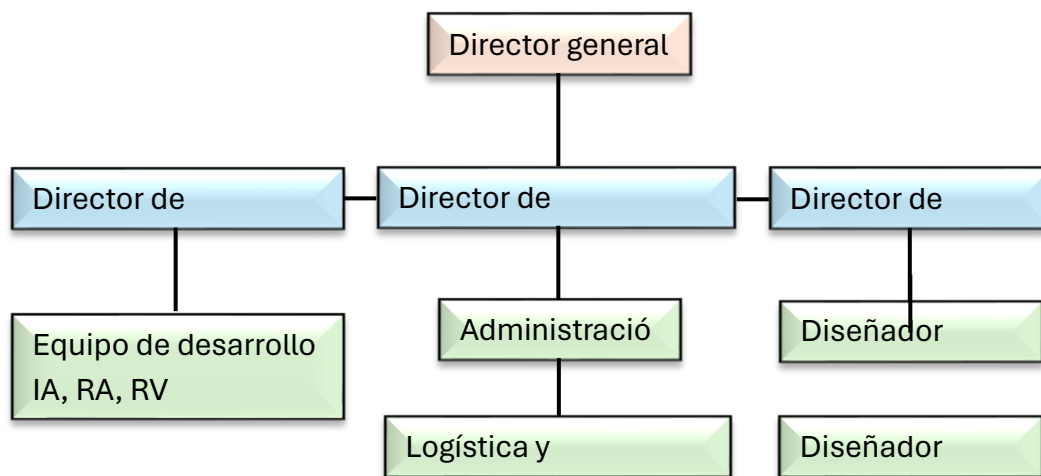 Director general
Director de
Director de
Director de
Equipo de desarrollo
IA, RA, RV
Administració
Diseñador
Logística y
Diseñador